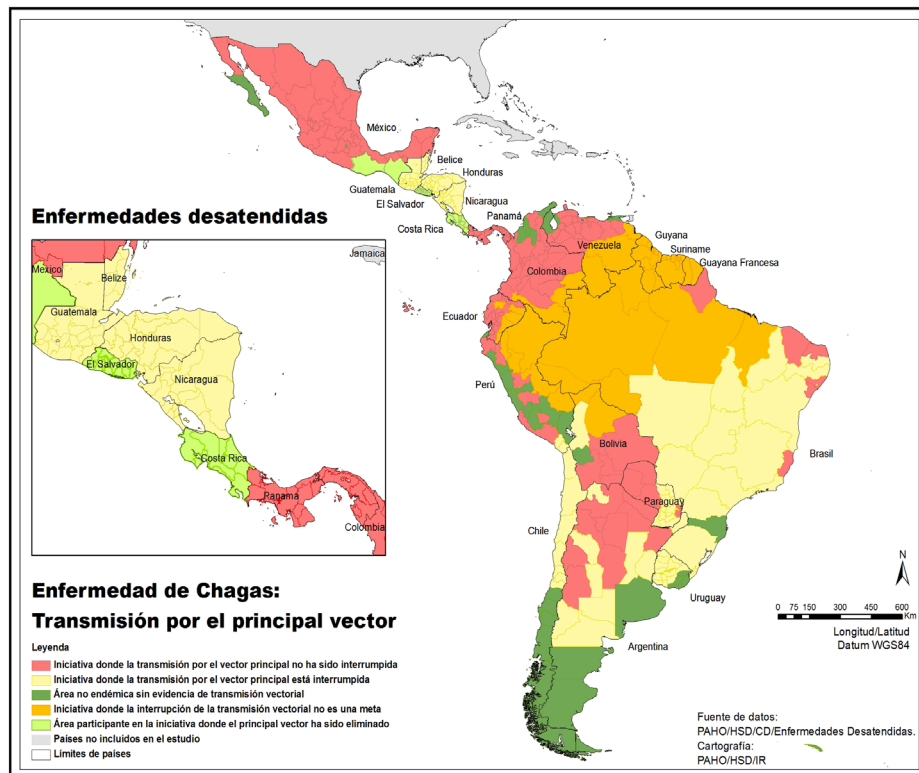 México
Belice
Honduras
Guatemala
El Salvador
Nicaragua
Costa Rica
Panamá
Venezuela
Guyana
Suriname
Guayana Francesa
Colombia
Ecuador
Perú
Bolivia
Brasil
Paraguay
Chile
Uruguay
Argentina
Enfermedades desatendidas
Jamaica
México
Belize
Guatemala
Honduras
El Salvador
Nicaragua
Costa Rica
Panamá
Colombia
Enfermedad de Chagas:
Transmisión por el principal vector
Leyenda
Iniciativa donde la transmisión por el vector principal no ha sido interrumpida
Iniciativa donde la transmisión por el vector principal está interrumpida
Área no endémica sin evidencia de transmisión vectorial
Iniciativa donde la interrupción de la transmisión vectorial no es una meta
Área participante en la iniciativa donde el principal vector ha sido eliminado
Países no incluidos en el estudio
Limites de países
N
0 75 150 300 450 600
Km
Longitud/Latitud
Datum WGS84
Fuente de datos:
PAHO/HSD/CD/Enfermedades Desatendidas.
Cartografía:
PAHO/HSD/IR